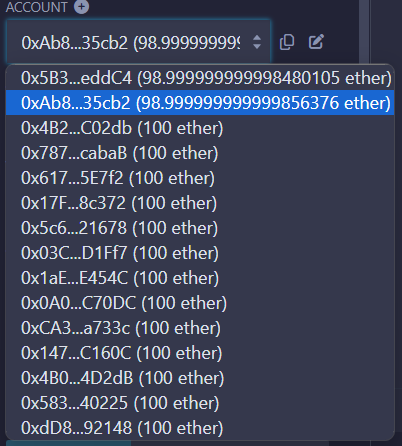 ACCOUNT
0xAb8...35cb2 (98.999999999
0x5B3...eddC4 (98.999999999998480105 ether)
0xAb8...35cb2 (98.999999999999856376 ether)
0x4B2...C02db (100 ether)
0x787...cabaB (100 ether)
0x617...5E7f2 (100 ether)
0x17F...8c372 (100 ether)
0x5c6...21678 (100 ether)
0x03C...D1Ff7 (100 ether)
0x1aE...E454C (100 ether)
0x0A0...C70DC (100 ether)
0xCA3...a733c (100 ether)
0x147...C160C (100 ether)
0x4B0...4D2dB (100 ether)
0x583...40225 (100 ether)
0xdD8...92148 (100 ether)